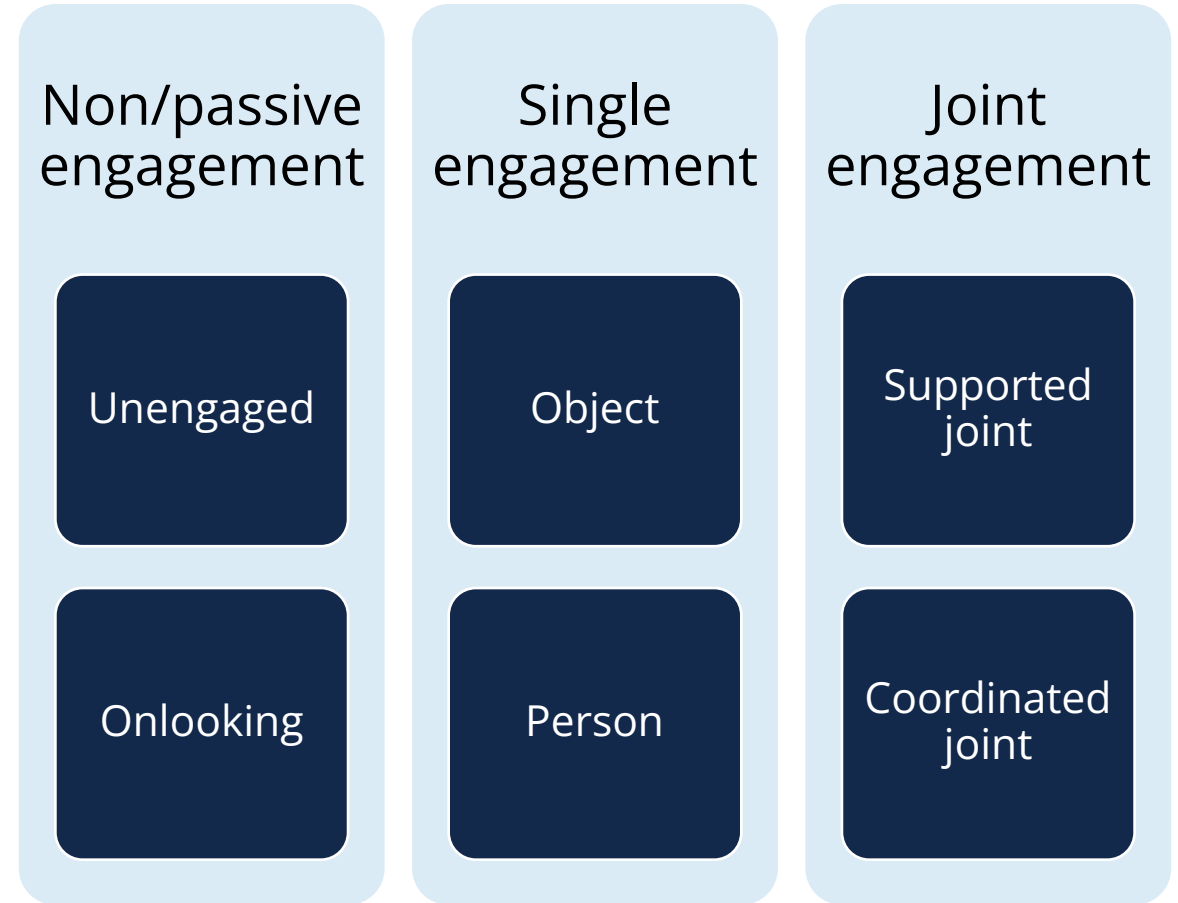 Non/passive
engagement
Unengaged
Onlooking
Single
engagement
Object
Person
Joint
engagement
Supported
joint
Coordinated
joint